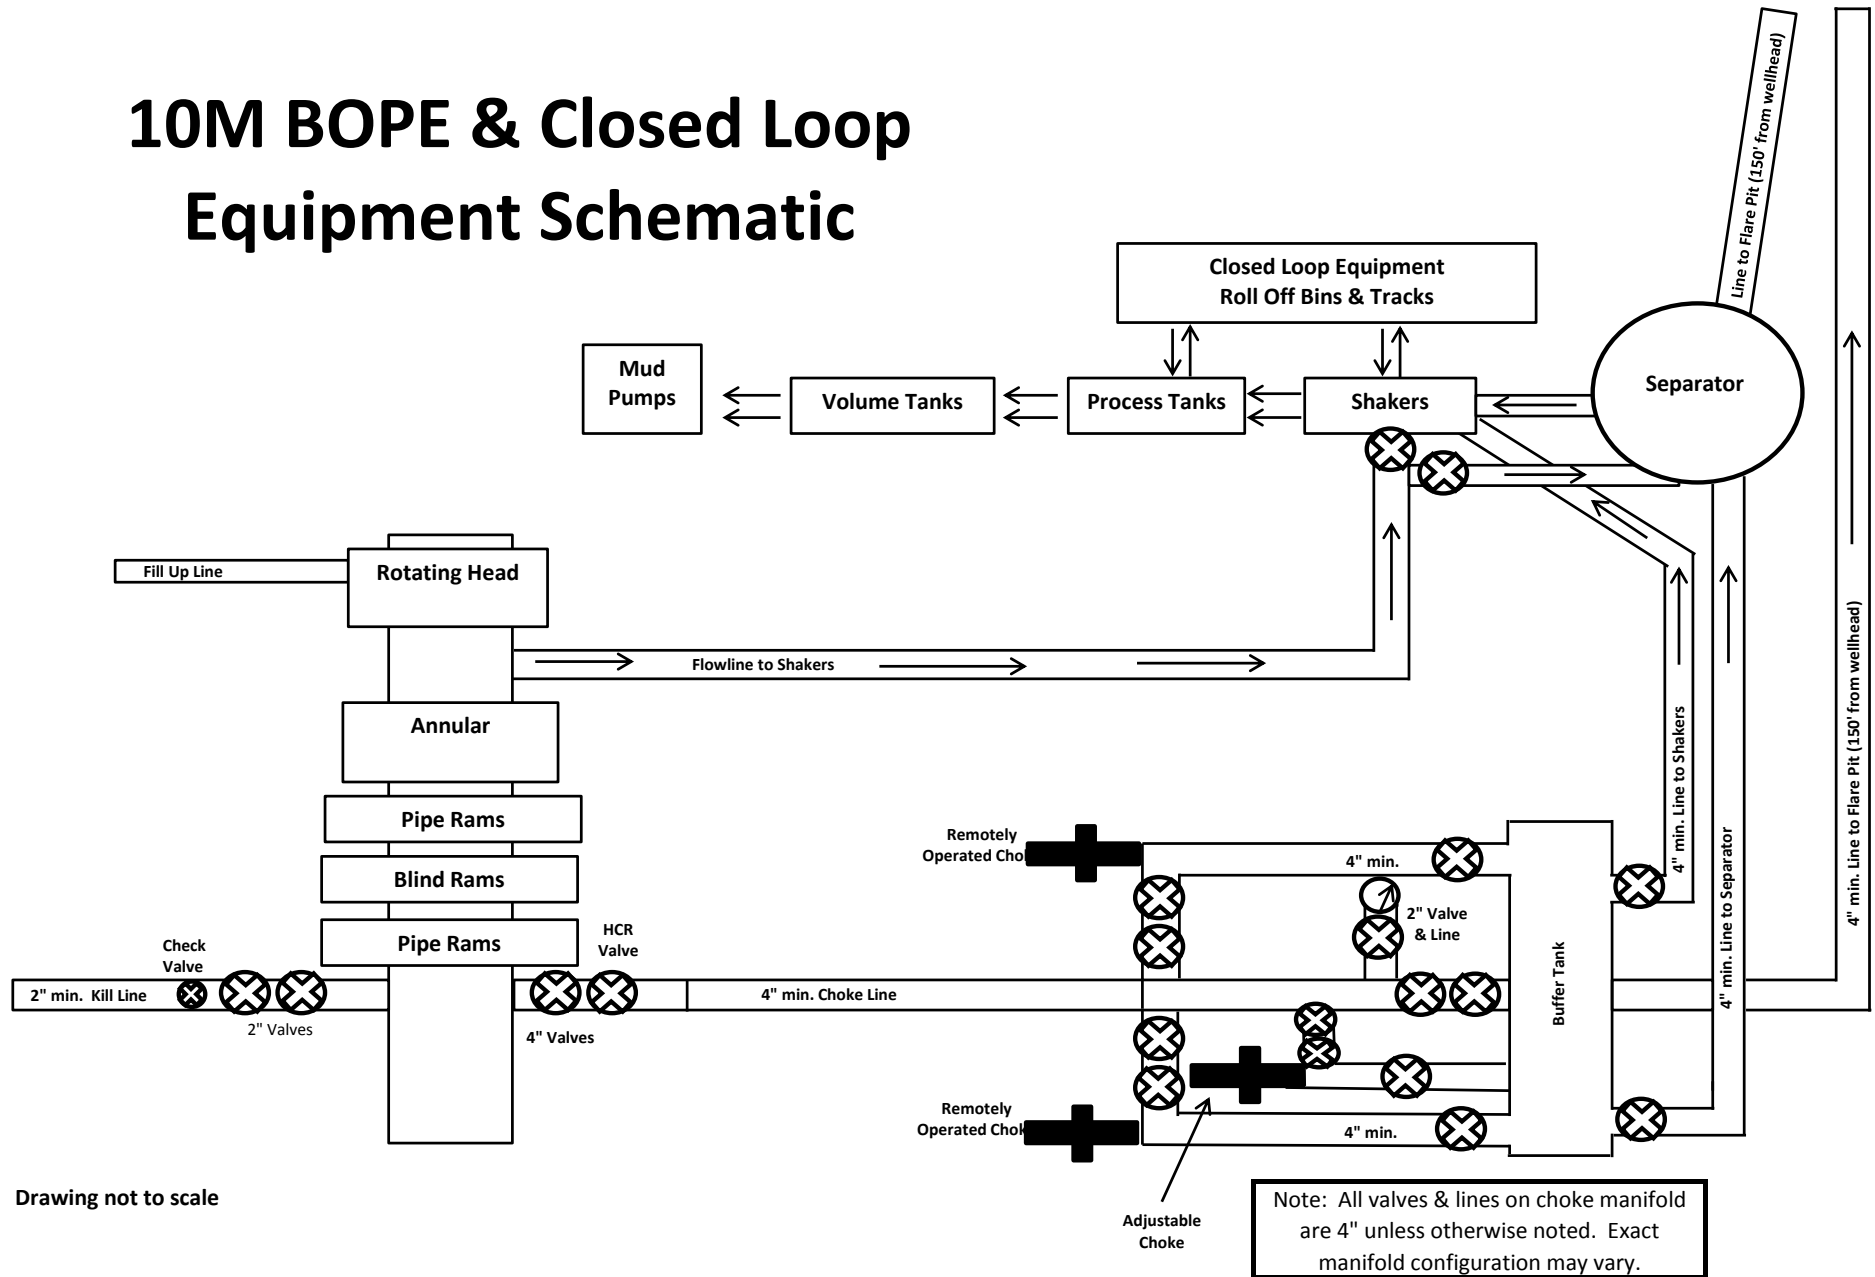 10M BOPE & Closed Loop
Equipment Schematic
Line to Flare Pit (150' from wellhead)
Closed Loop Equipment
Roll Off Bins & Tracks
Mud
Pumps
Volume Tanks
Process Tanks
Shakers
Separator
Fill Up Line
Rotating Head
Flowline to Shakers
Annular
Pipe Rams
Blind Rams
Pipe Rams
Check
Valve
HCR
Valve
2" min. Kill Line
2" Valves
4" Valves
4" min. Choke Line
Remotely
Operated Chok
4" min.
2" Valve
& Line
Buffer Tank
4" min. Line to Shakers
4" min. Line to Separator
4" min. Line to Flare Pit (150' from wellhead)
Remotely
Operated Chok
4" min.
Adjustable
Choke
Drawing not to scale
Note: All valves & lines on choke manifold
are 4" unless otherwise noted. Exact
manifold configuration may vary.